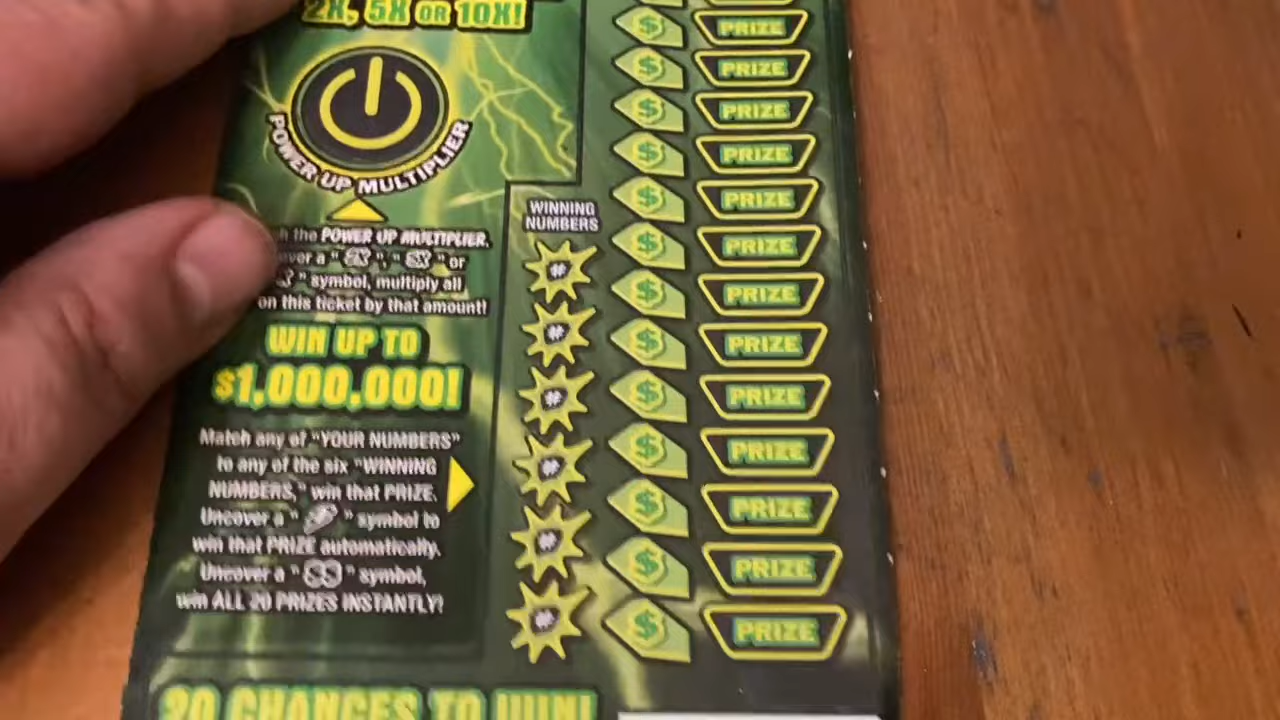 2X, 5X OR 10X!
POWER UP MULTIPLIER
the POWER UP MULTIPLIER.
a "2X", "5X" or
" symbol, multiply all
on this ticket by that amount!
WIN UP TO
$1,000,000!
Match any of "YOUR NUMBERS"
to any of the six "WINNING
NUMBERS," win that PRIZE.
Uncover a " " symbol to
win that PRIZE automatically.
Uncover a " " symbol,
win ALL 20 PRIZES INSTANTLY!
WINNING
NUMBERS
#
#
#
#
#
#
$ PRIZE
$ PRIZE
$ PRIZE
$ PRIZE
$ PRIZE
$ PRIZE
$ PRIZE
$ PRIZE
$ PRIZE
$ PRIZE
$ PRIZE
$ PRIZE
$ PRIZE
20 CHANCES TO WIN!